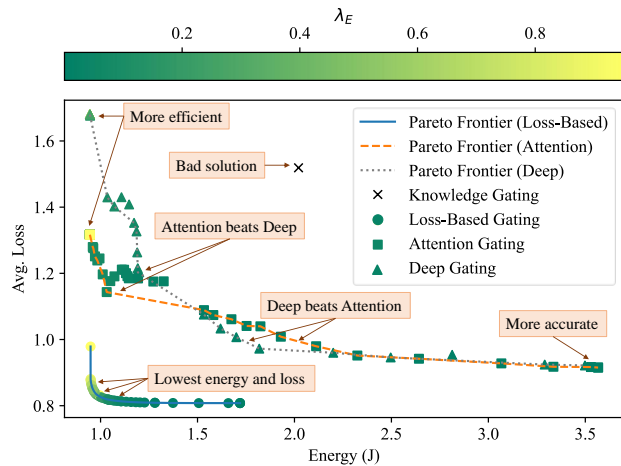 λ_E
0.2 0.4 0.6 0.8
Avg. Loss
1.6
1.4
1.2
1.0
0.8
More efficient
Bad solution
Attention beats Deep
Deep beats Attention
More accurate
Lowest energy and loss
Pareto Frontier (Loss-Based)
Pareto Frontier (Attention)
Pareto Frontier (Deep)
Knowledge Gating
Loss-Based Gating
Attention Gating
Deep Gating
1.0 1.5 2.0 2.5 3.0 3.5
Energy (J)